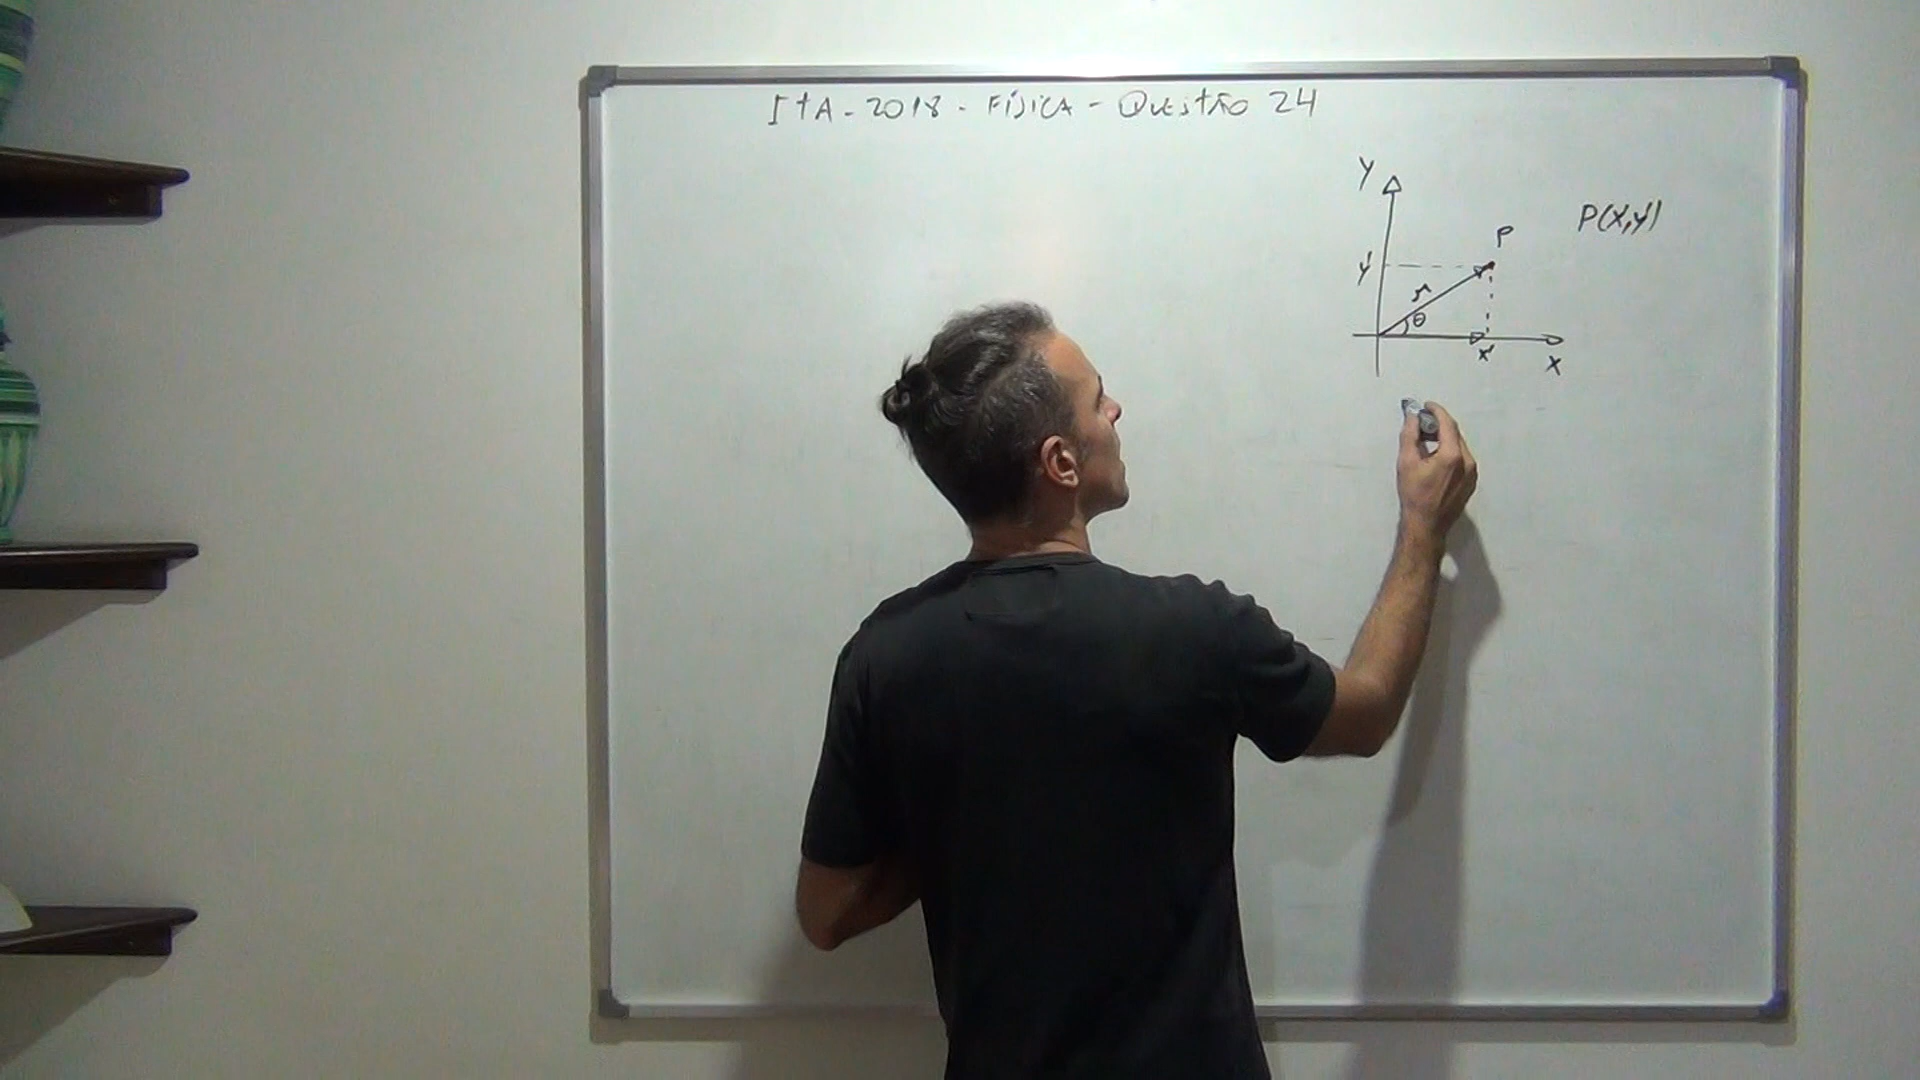 ITA - 2018 - FÍSICA - QUESTÃO 24
Y
P(x',y')
P
y'
r
θ
x'
X